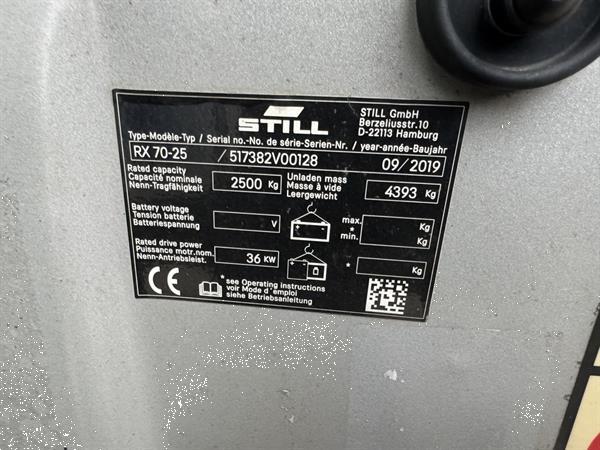 STILL
STILL GmbH
Berzeliusstr.10
D-22113 Hamburg
Type-Modèle-Typ / Serial no.-No. de série-Serien-Nr. / year-année-Baujahr
RX 70-25 / 517382V00128 09/2019
Rated capacity
Capacité nominale
Nenn-Tragfähigkeit
2500 Kg
Unladen mass
Masse à vide
Leergewicht
4393 Kg
Battery voltage
Tension batterie
Batteriespannung
V
max.
*
min.
Kg
Kg
Rated drive power
Puissance motr.nom.
Nenn-Antriebsleist.
36 KW
* Kg
CE
*see Operating instructions
voir Mode d'emploi
siehe Betriebsanleitung